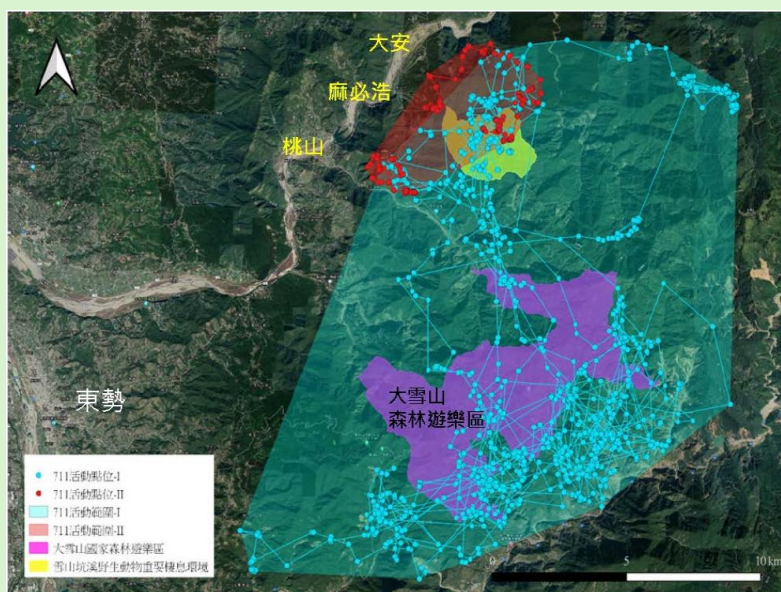 大安
麻必浩
桃山
東勢
大雪山
森林遊樂區
711活動點位-I
711活動點位-II
711活動範圍-I
711活動範圍-II
大雪山國家森林遊樂區
雪山坑溪野生動物重要棲息環境
0 5 10 km